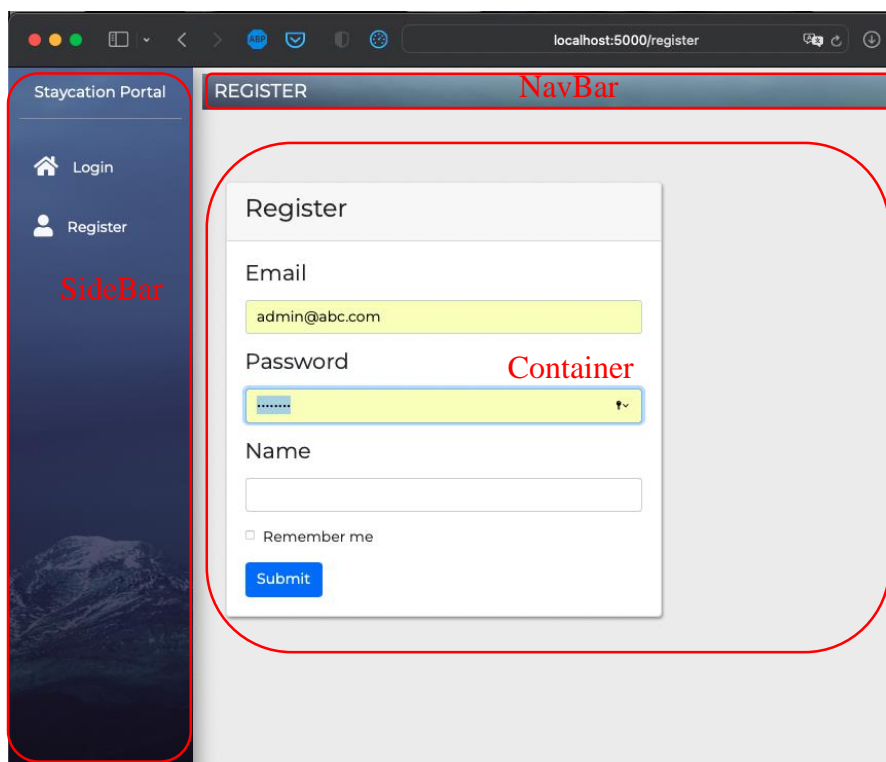 ABP
localhost:5000/register
Staycation Portal
REGISTER
NavBar
Login
Register
SideBar
Register
Email
admin@abc.com
Password
Container
••••••••
Name
Remember me
Submit